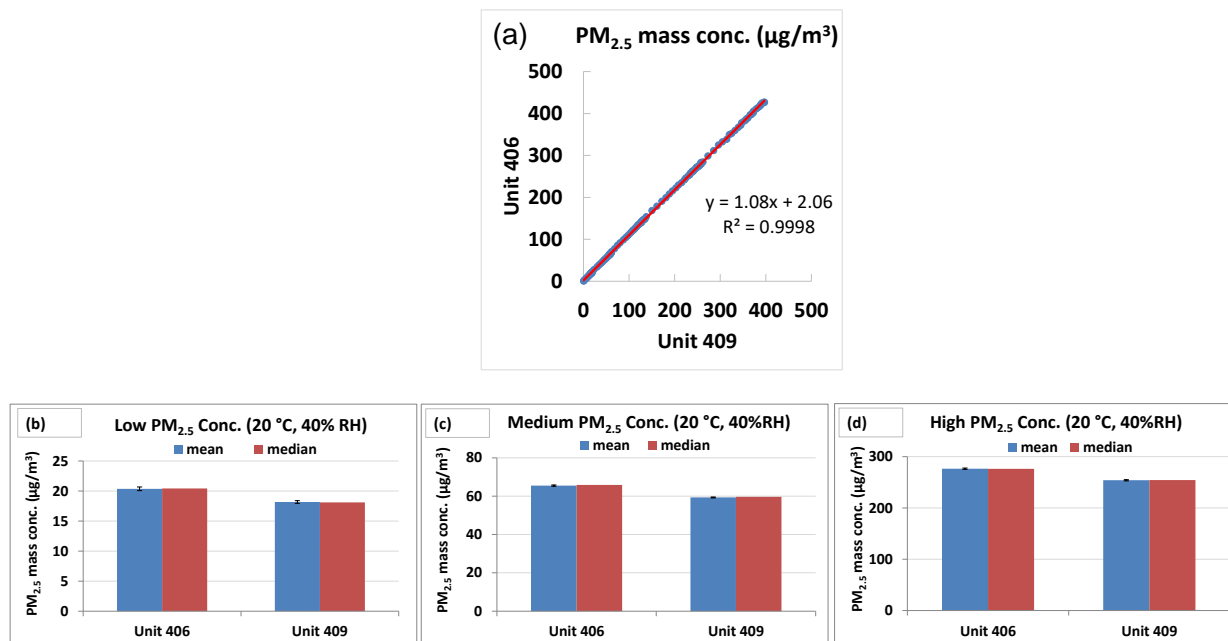 (a) PM₂.₅ mass conc. (µg/m³)
500
400
300
200
100
0
Unit 406
y = 1.08x + 2.06
R² = 0.9998
0 100 200 300 400 500
Unit 409
(b) Low PM₂.₅ Conc. (20 °C, 40% RH)
mean median
PM₂.₅ mass conc. (µg/m³)
25
20
15
10
5
0
Unit 406 Unit 409
(c) Medium PM₂.₅ Conc. (20 °C, 40%RH)
mean median
PM₂.₅ mass conc. (µg/m³)
80
60
40
20
0
Unit 406 Unit 409
(d) High PM₂.₅ Conc. (20 °C, 40%RH)
mean median
PM₂.₅ mass conc. (µg/m³)
300
200
100
0
Unit 406 Unit 409